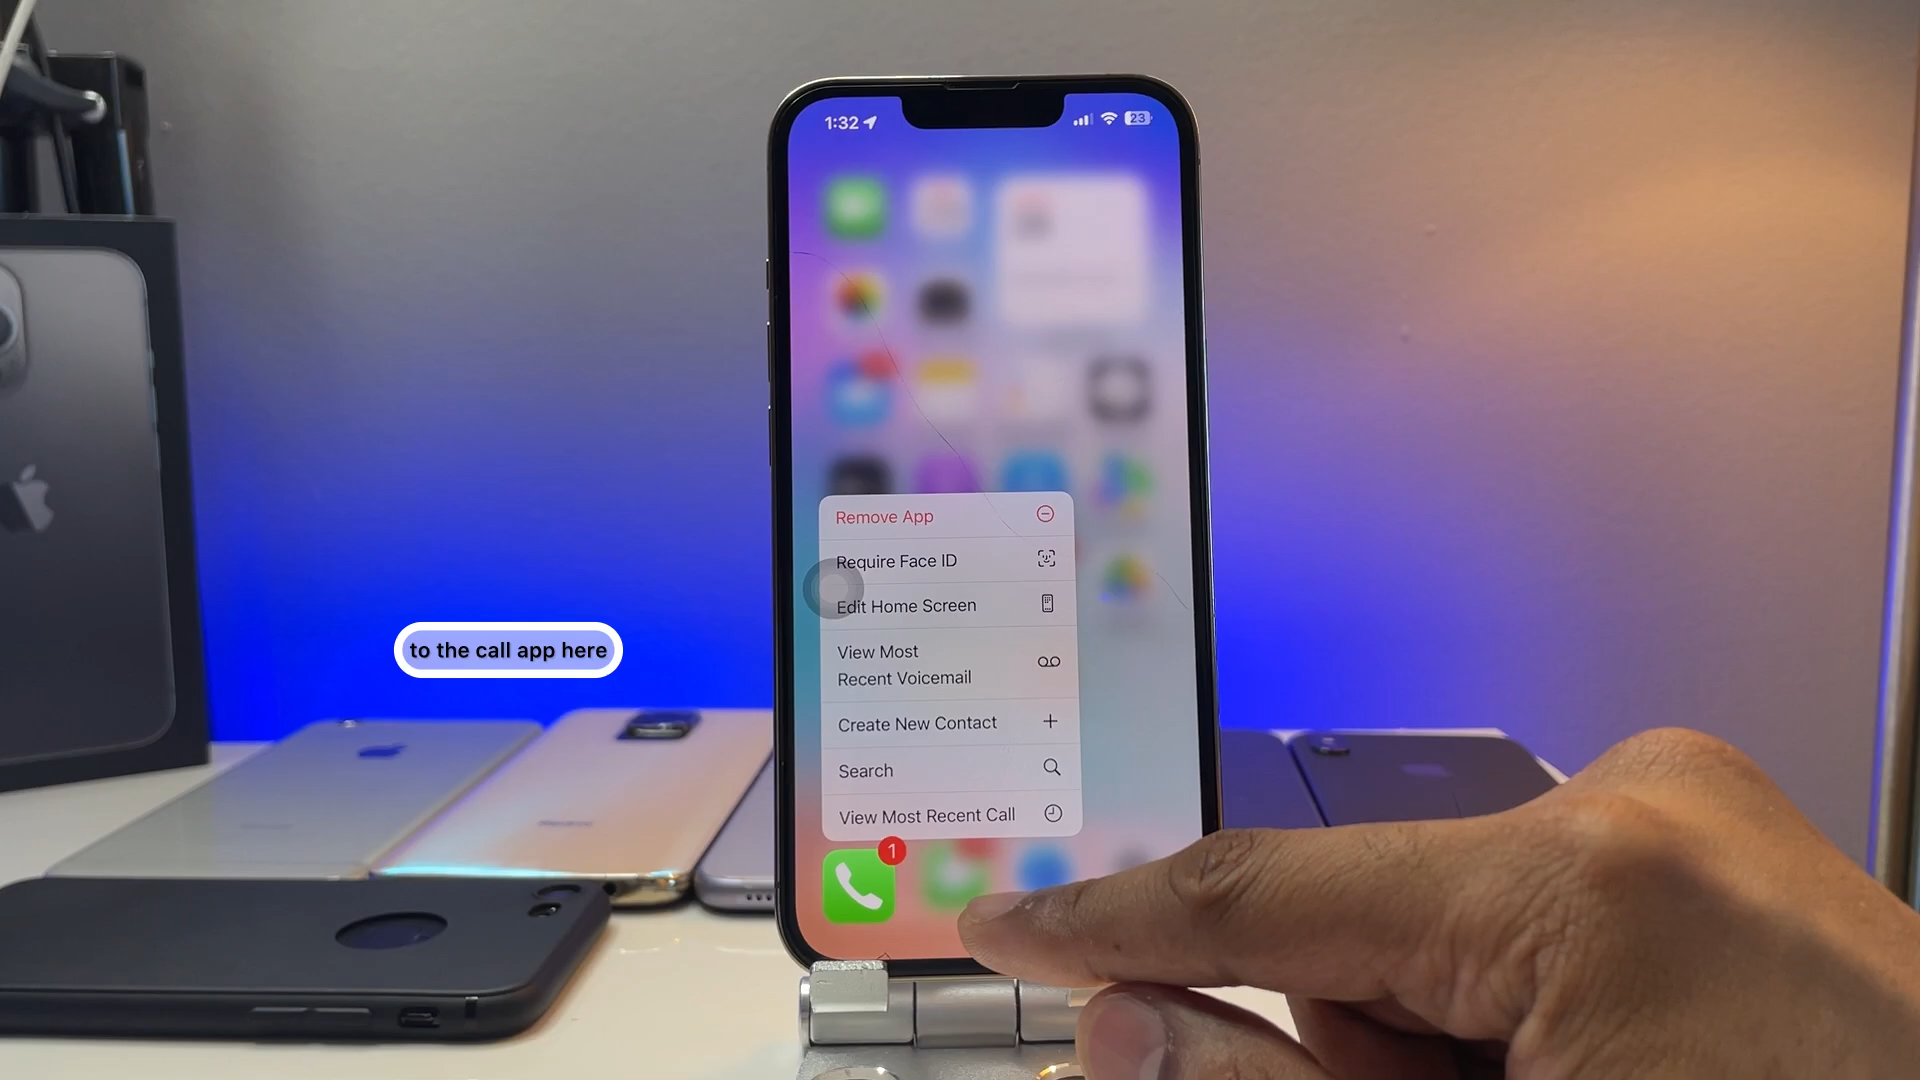 1:32
23
Remove App
Require Face ID
Edit Home Screen
View Most
Recent Voicemail
Create New Contact
Search
View Most Recent Call
1
to the call app here